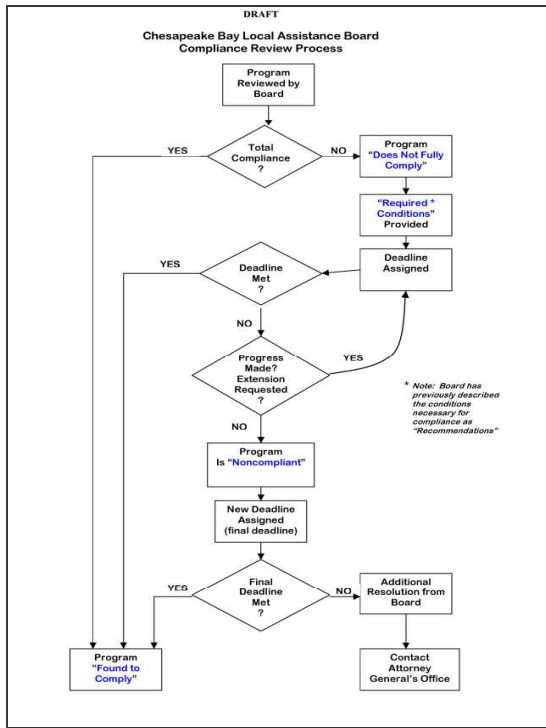 DRAFT
Chesapeake Bay Local Assistance Board
Compliance Review Process
Program
Reviewed by
Board
YES
Total
Compliance
?
NO
Program
"Does Not Fully
Comply"
"Required *
Conditions"
Provided
Deadline
Assigned
YES
Deadline
Met
?
NO
Progress
Made?
Extension
Requested
?
YES
* Note: Board has
previously described
the conditions
necessary for
compliance as
"Recommendations"
NO
Program
Is "Noncompliant"
New Deadline
Assigned
(final deadline)
YES
Final
Deadline
Met
?
NO
Additional
Resolution from
Board
Program
"Found to
Comply"
Contact
Attorney
General's Office